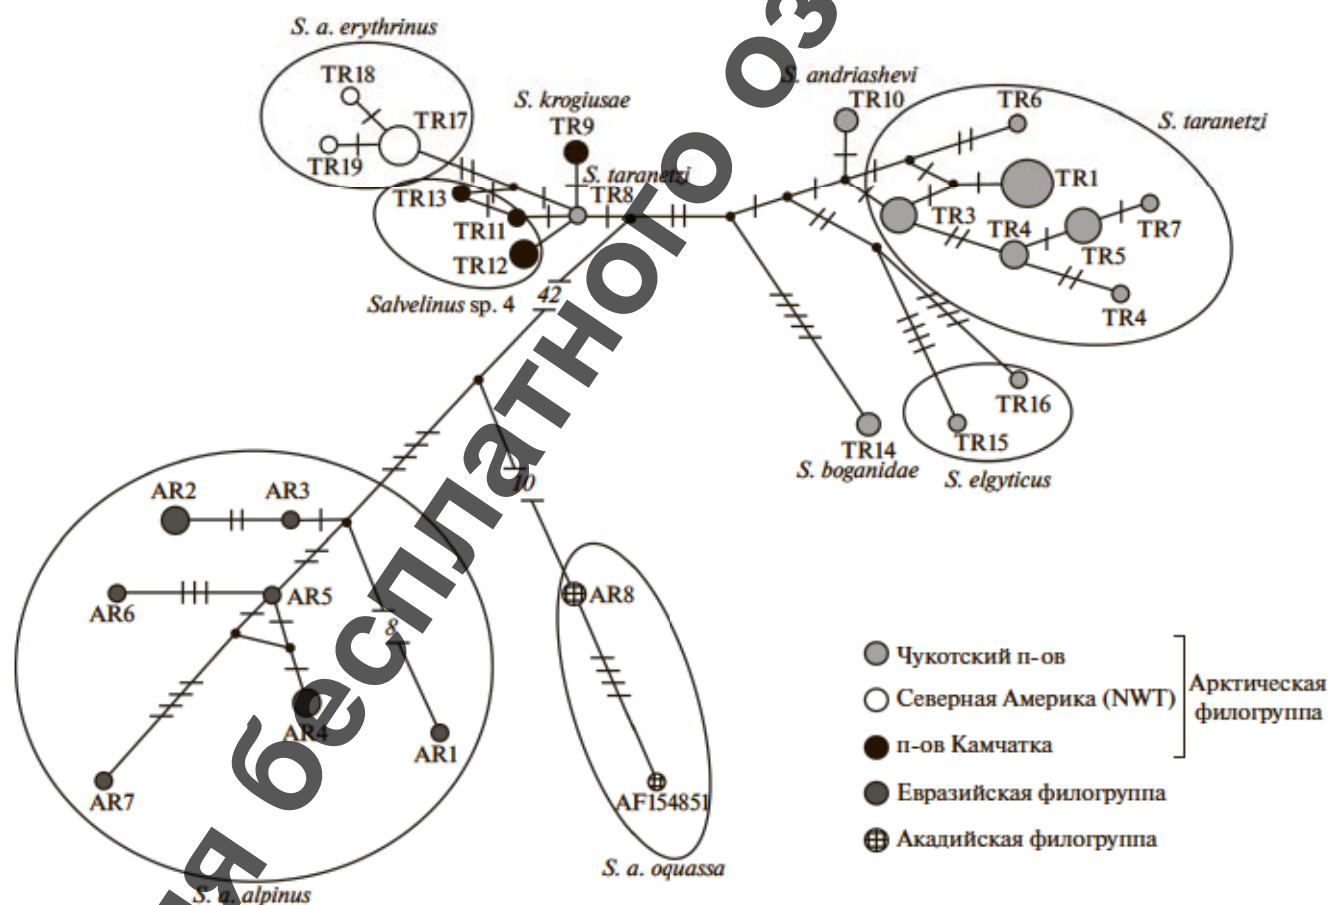 S. a. erythrinus
TR18
TR17
TR19
S. krogiusae
TR9
S. taranetzi
TR8
TR13
TR11
TR12
Salvelinus sp. 4
42
S. andriashevi
TR10
TR6
S. taranetzi
TR1
TR3
TR4
TR5
TR7
TR4
TR16
TR15
S. elgyticus
TR14
S. boganidae
10
AR2
AR3
AR6
AR5
8
AR4
AR1
AR7
S. a. alpinus
AR8
AF154851
S. a. oquassa
Чукотский п-ов
Северная Америка (NWT)
п-ов Камчатка
Арктическая
филогруппа
Евразийская филогруппа
Акадийская филогруппа
бесплатного